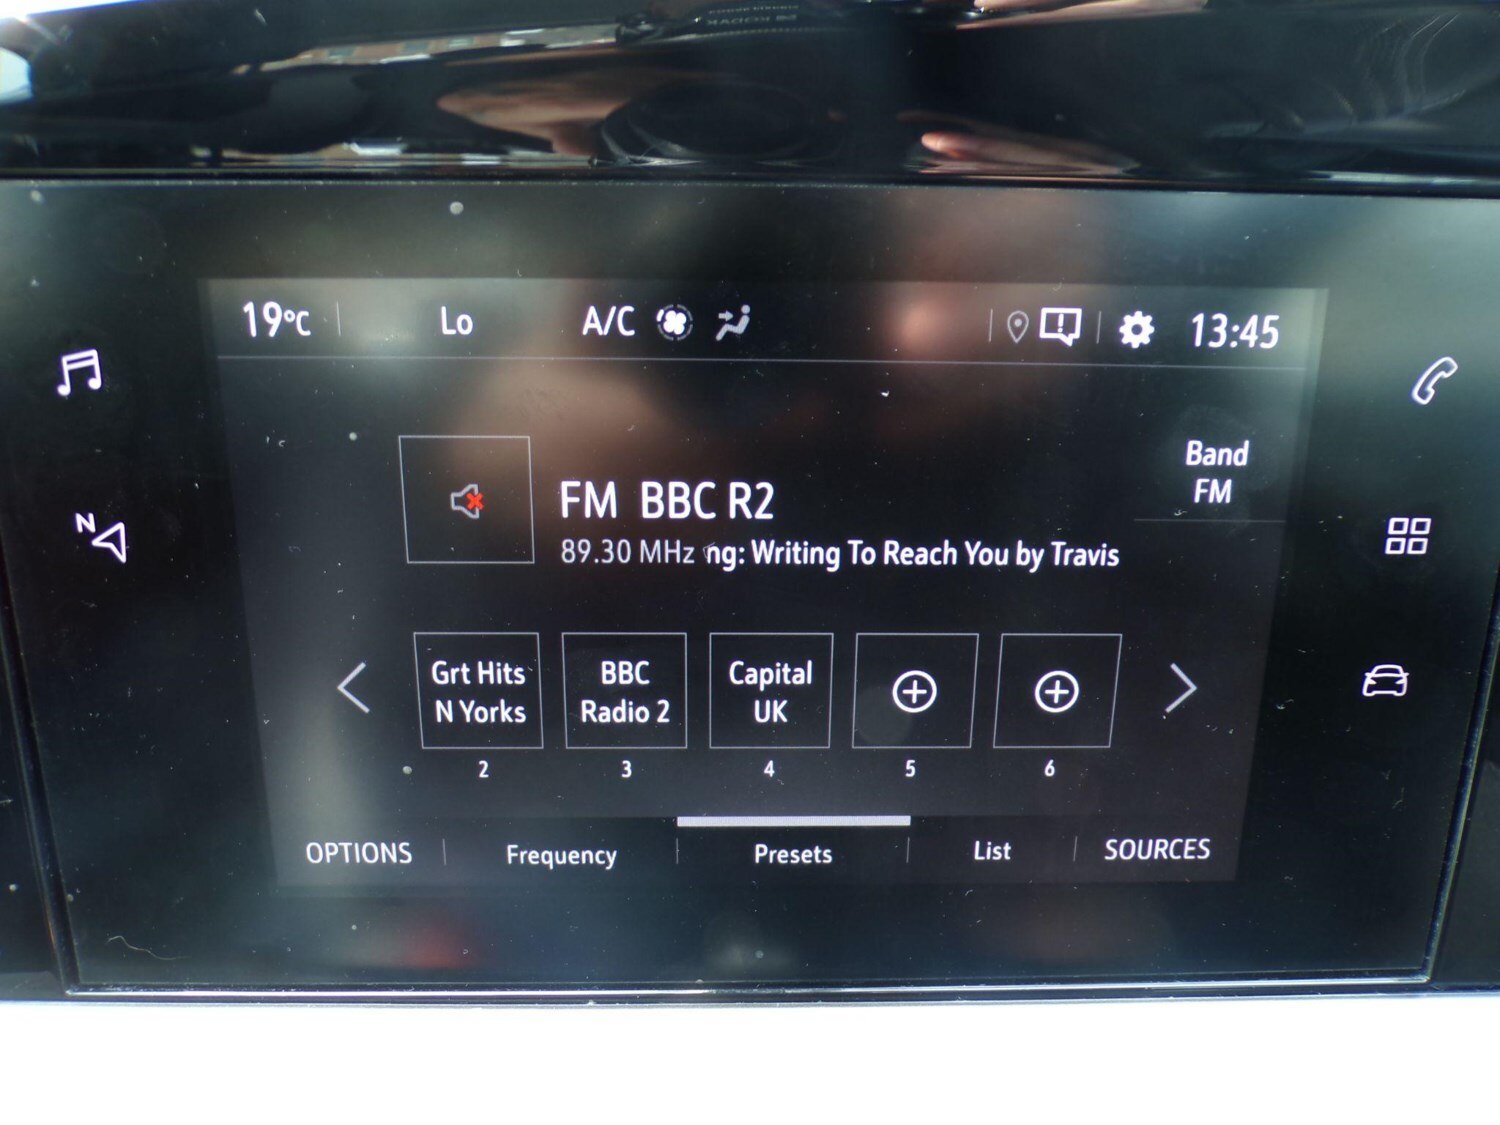 19°C Lo A/C 13:45
N
Band
FM
FM BBC R2
89.30 MHz ng: Writing To Reach You by Travis
Grt Hits
N Yorks
2
BBC
Radio 2
3
Capital
UK
4
5
6
OPTIONS Frequency Presets List SOURCES